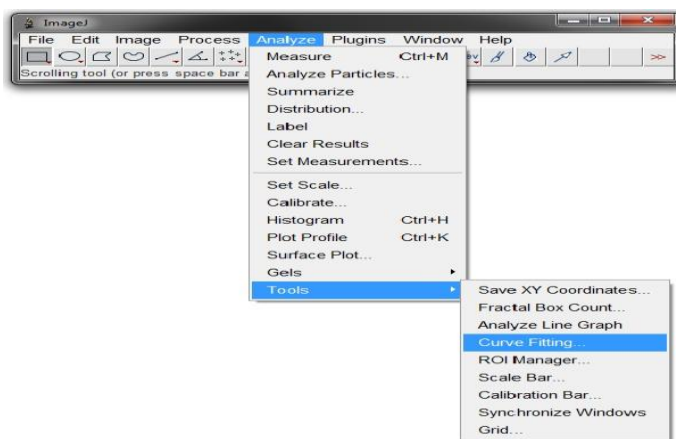 ImageJ
File Edit Image Process Analyze Plugins Window Help
Scrolling tool (or press space bar
Measure Ctrl+M
Analyze Particles...
Summarize
Distribution...
Label
Clear Results
Set Measurements...
Set Scale...
Calibrate...
Histogram Ctrl+H
Plot Profile Ctrl+K
Surface Plot...
Gels
Tools
Save XY Coordinates...
Fractal Box Count...
Analyze Line Graph
Curve Fitting...
ROI Manager...
Scale Bar...
Calibration Bar...
Synchronize Windows
Grid...